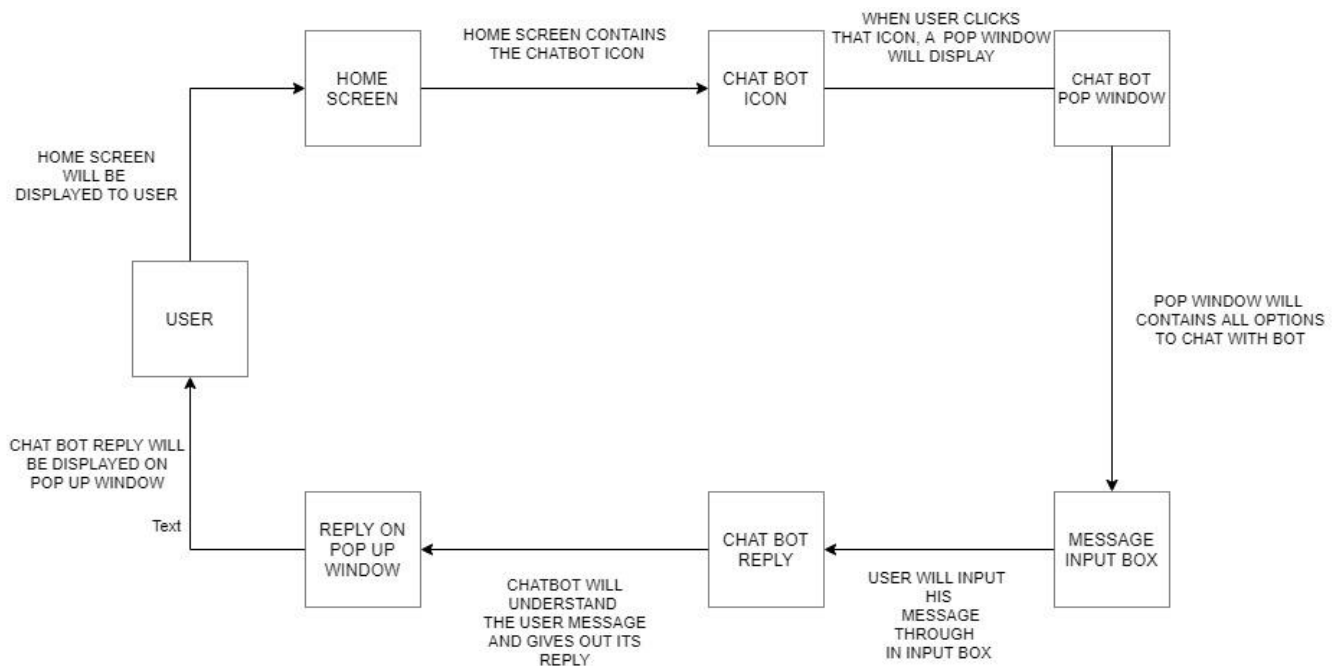 HOME SCREEN CONTAINS
THE CHATBOT ICON
WHEN USER CLICKS
THAT ICON, A POP WINDOW
WILL DISPLAY
HOME
SCREEN
CHAT BOT
ICON
CHAT BOT
POP WINDOW
HOME SCREEN
WILL BE
DISPLAYED TO USER
USER
POP WINDOW WILL
CONTAINS ALL OPTIONS
TO CHAT WITH BOT
CHAT BOT REPLY WILL
BE DISPLAYED ON
POP UP WINDOW
Text
REPLY ON
POP UP
WINDOW
CHAT BOT
REPLY
MESSAGE
INPUT BOX
CHATBOT WILL
UNDERSTAND
THE USER MESSAGE
AND GIVES OUT ITS
REPLY
USER WILL INPUT
HIS
MESSAGE
THROUGH
IN INPUT BOX